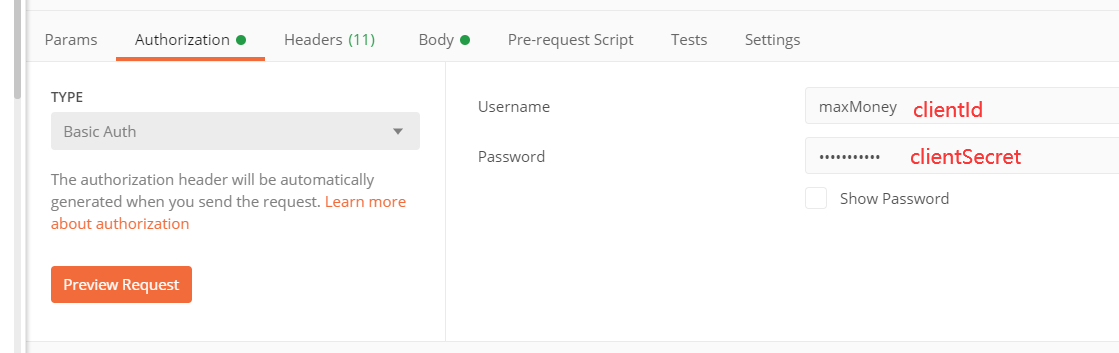 Params Authorization Headers (11) Body Pre-request Script Tests Settings
TYPE
Basic Auth
The authorization header will be automatically
generated when you send the request. Learn more
about authorization
Preview Request
Username maxMoney clientId
Password ••••••••••• clientSecret
Show Password